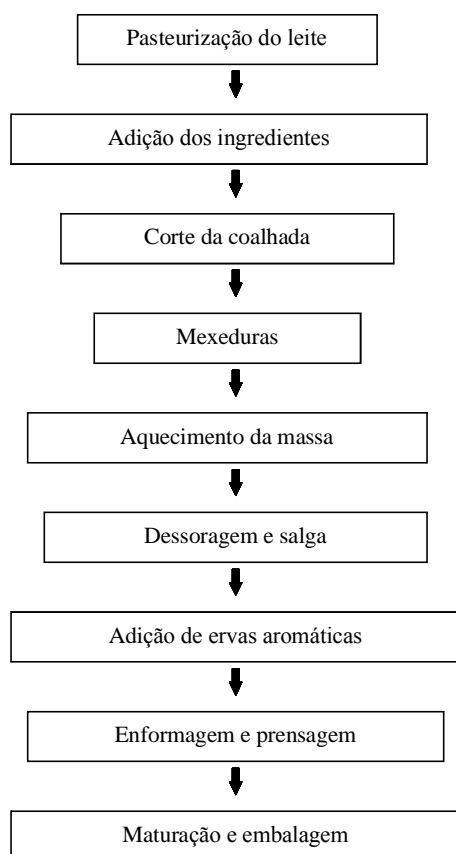 Pasteurização do leite
Adição dos ingredientes
Corte da coalhada
Mexeduras
Aquecimento da massa
Dessoragem e salga
Adição de ervas aromáticas
Enformagem e prensagem
Maturação e embalagem